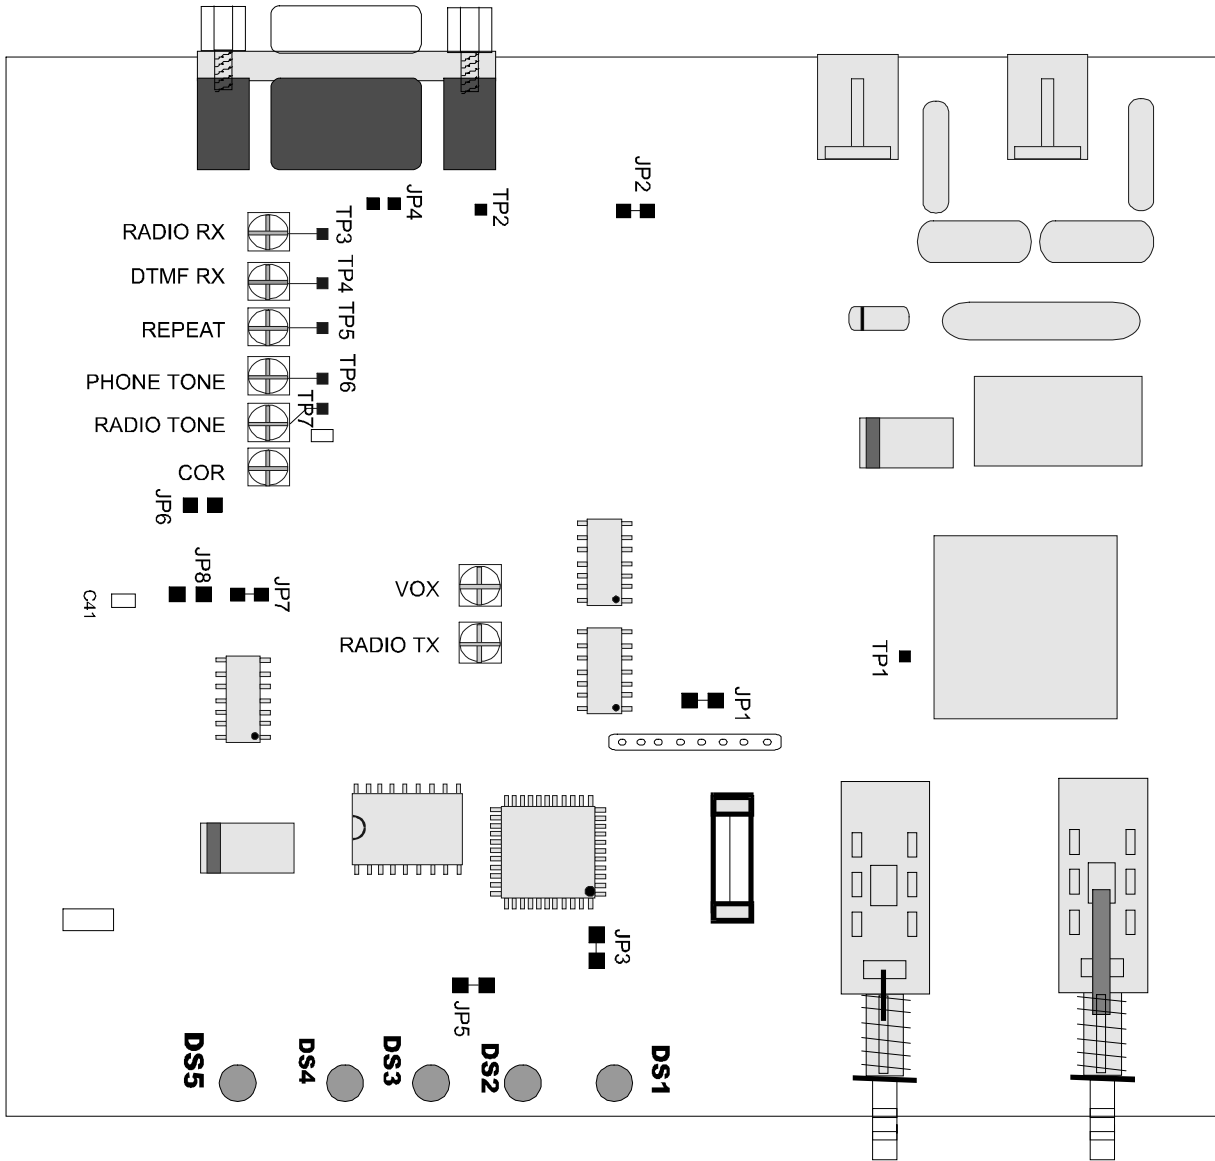 JP2
JP4
TP2
RADIO RX
TP3
DTMF RX
TP4
REPEAT
TP5
PHONE TONE
TP6
RADIO TONE
TP7
COR
JP6
JP8
JP7
C41
VOX
RADIO TX
TP1
JP1
JP3
JP5
DS5
DS4
DS3
DS2
DS1